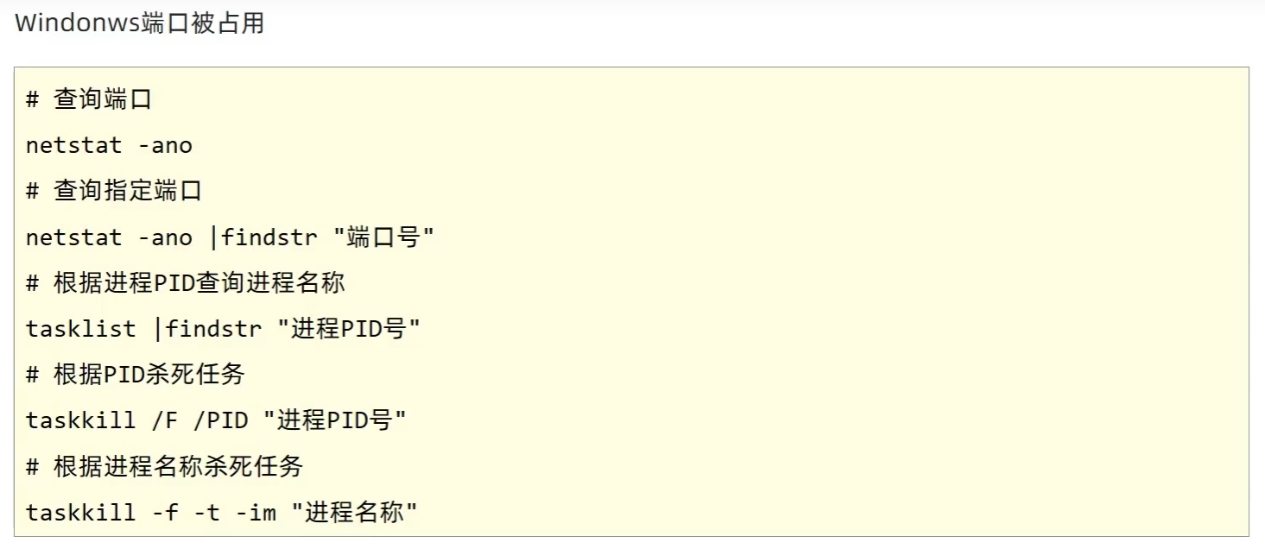 Windonws端口被占用
# 查询端口
netstat -ano
# 查询指定端口
netstat -ano |findstr "端口号"
# 根据进程PID查询进程名称
tasklist |findstr "进程PID号"
# 根据PID杀死任务
taskkill /F /PID "进程PID号"
# 根据进程名称杀死任务
taskkill -f -t -im "进程名称"